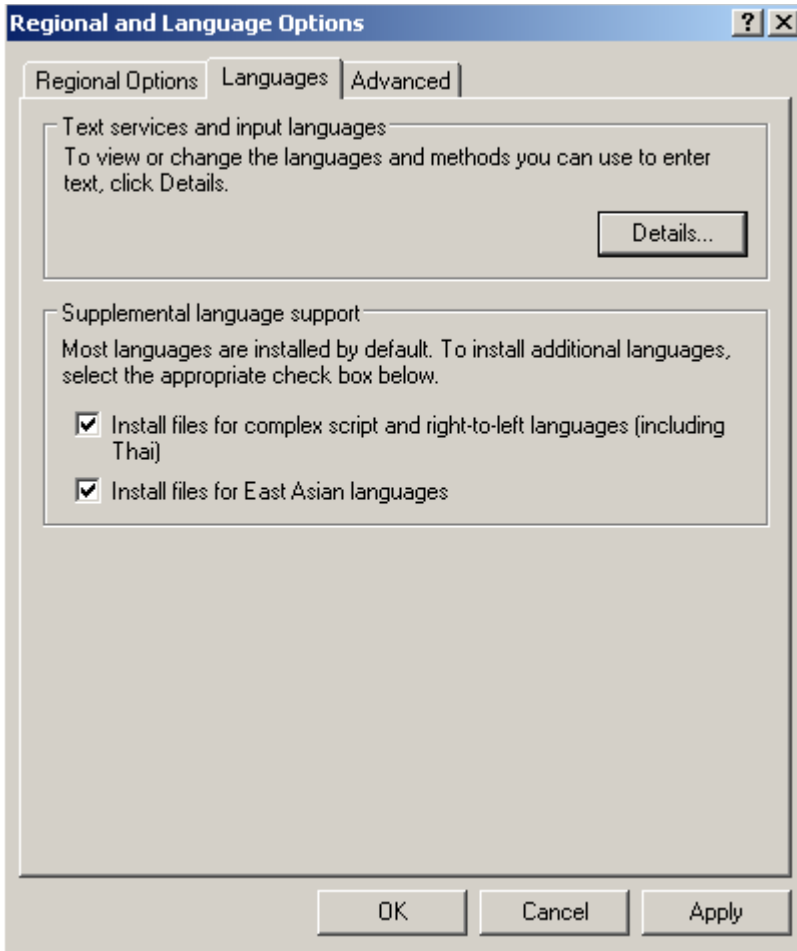 Regional and Language Options
Regional Options Languages Advanced
Text services and input languages
To view or change the languages and methods you can use to enter
text, click Details.
Details...
Supplemental language support
Most languages are installed by default. To install additional languages,
select the appropriate check box below.
Install files for complex script and right-to-left languages (including
Thai)
Install files for East Asian languages
OK Cancel Apply